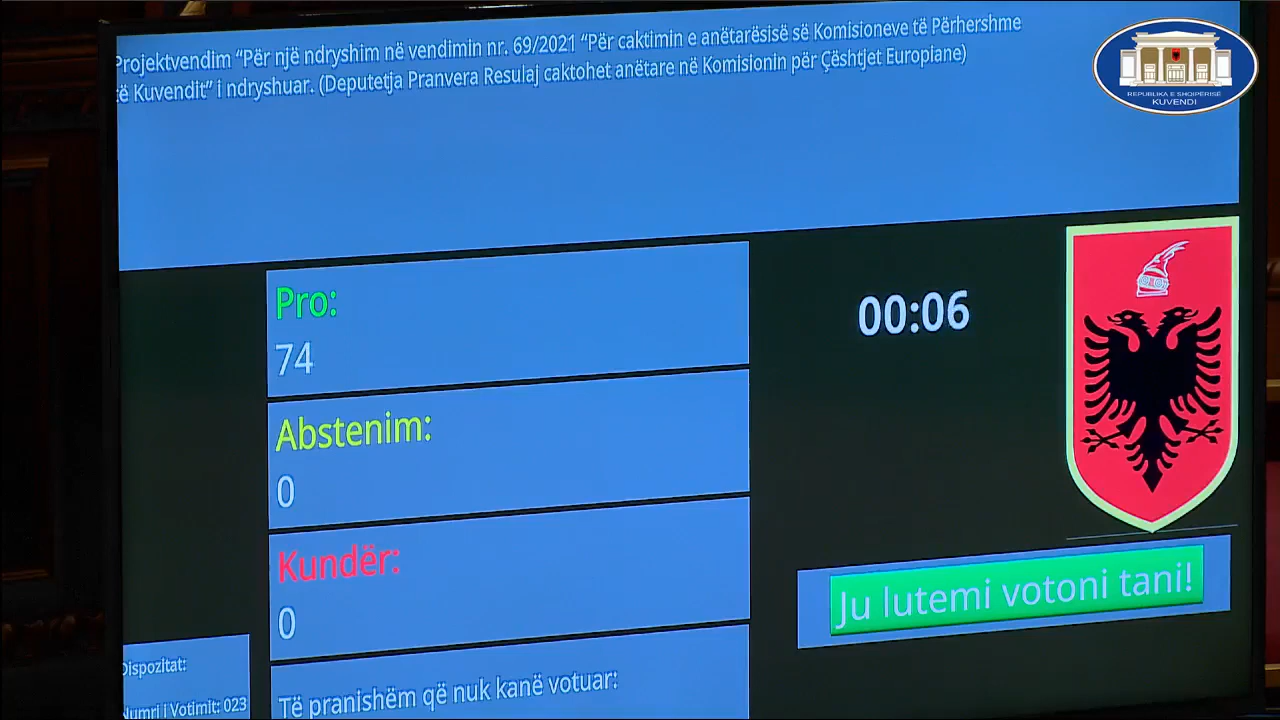 Projektvendim “Për një ndryshim në vendimin nr. 69/2021 “Për caktimin e anëtarësisë së Komisioneve të Përhershme
të Kuvendit” i ndryshuar. (Deputetja Pranvera Resulaj caktohet anëtare në Komisionin për Çështjet Europiane)
REPUBLIKA E SHQIPËRISË
KUVENDI
Pro:
74
00:06
Abstenim:
0
Kundër:
0
Ju lutemi votoni tani!
Dispozitat:
Numri i Votimit: 023
Të pranishëm që nuk kanë votuar: